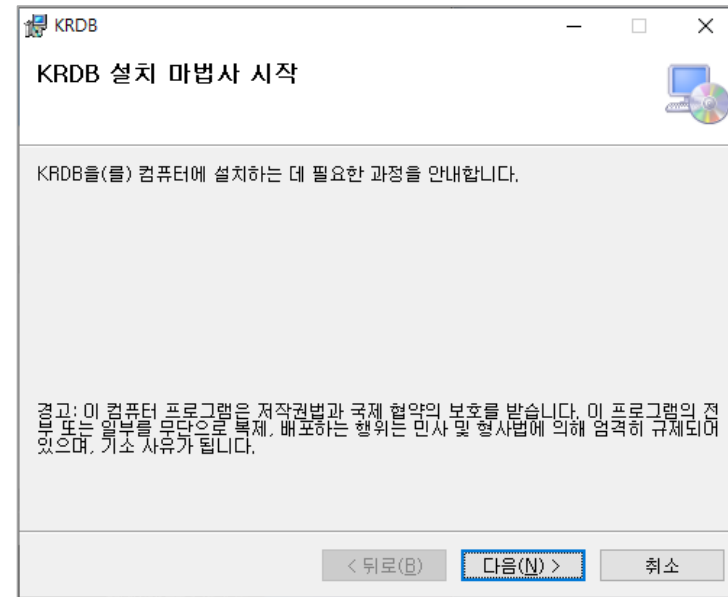 KRDB
KRDB 설치 마법사 시작
KRDB을(를) 컴퓨터에 설치하는 데 필요한 과정을 안내합니다.
경고: 이 컴퓨터 프로그램은 저작권법과 국제 협약의 보호를 받습니다. 이 프로그램의 전
부 또는 일부를 무단으로 복제, 배포하는 행위는 민사 및 형사법에 의해 엄격히 규제되어
있으며, 기소 사유가 됩니다.
< 뒤로(B) 다음(N) > 취소